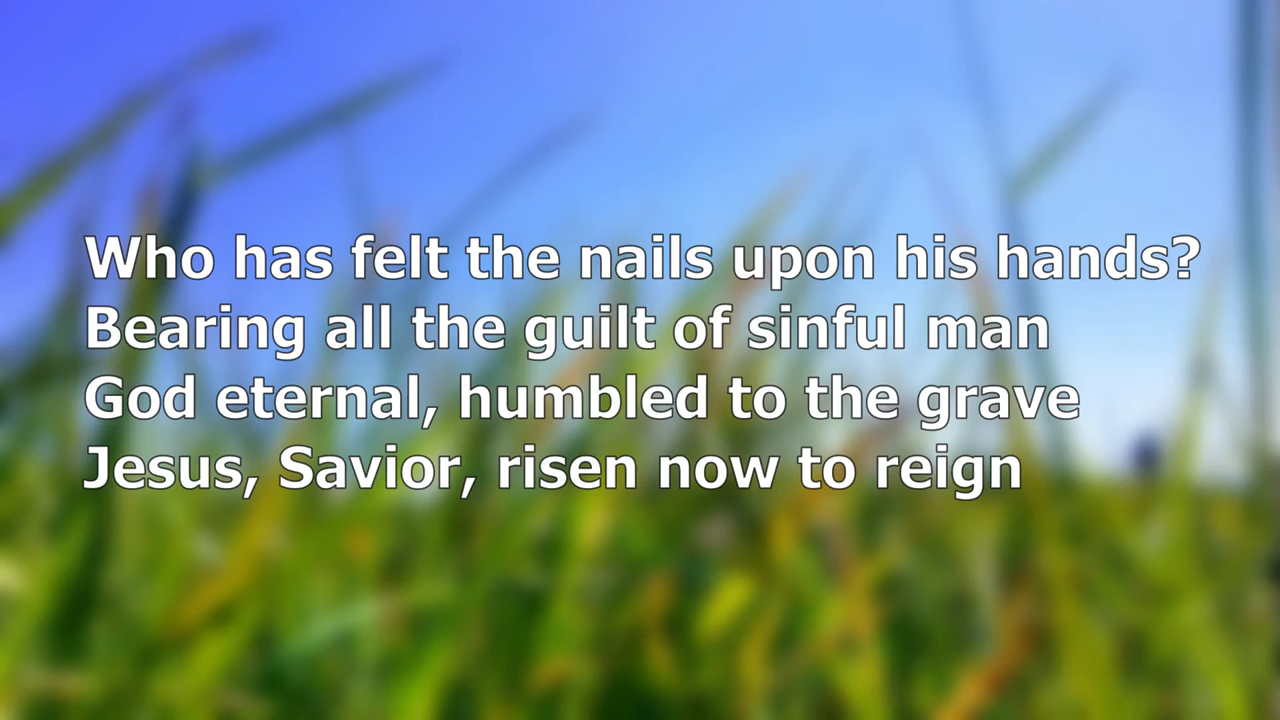 Who has felt the nails upon his hands?
Bearing all the guilt of sinful man
God eternal, humbled to the grave
Jesus, Savior, risen now to reign